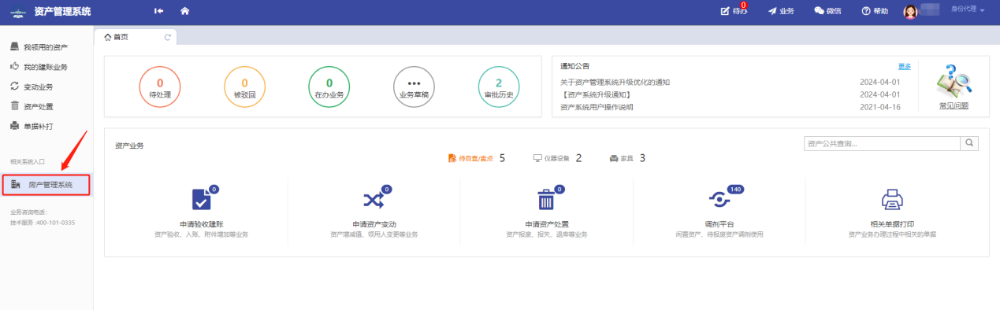 资产管理系统
0
待办
业务
微信
帮助
身份代理
我领用的资产
我的建账业务
变动业务
资产处置
单据补打
相关系统入口
房产管理系统
业务咨询电话:
技术服务:400-101-0335
首页
0
待处理
0
被驳回
0
在办业务
业务草稿
2
审批历史
通知公告
更多
关于资产管理系统升级优化的通知 2024-04-01
【资产系统升级通知】 2024-04-01
资产系统用户操作说明 2021-04-16
常见问题
资产业务
资产公共查询...
待自查/盘点 5
仪器设备 2
家具 3
0
申请验收建账
资产验收、入账、附件增加等业务
0
申请资产变动
资产增减值、领用人变更等业务
0
申请资产处置
资产报废、报失、退库等业务
140
调剂平台
闲置资产、待报废资产调剂使用
相关单据打印
资产业务办理过程中相关的单据